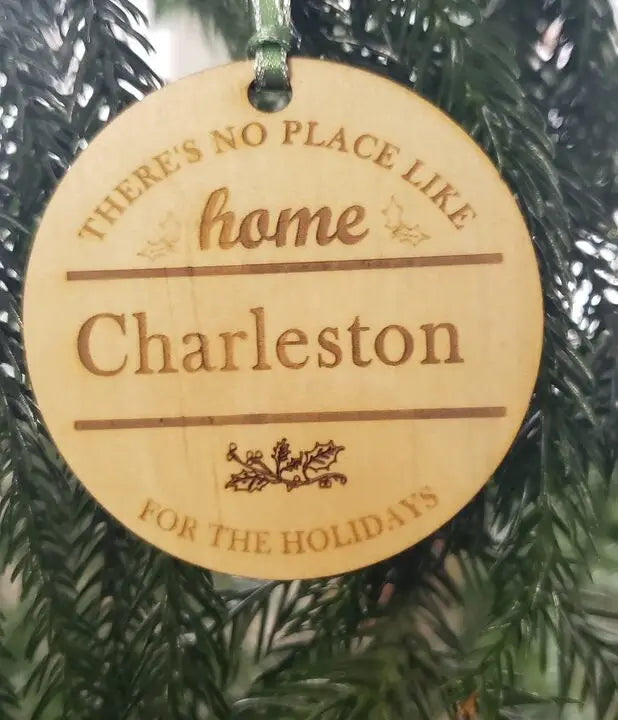 THERE'S NO PLACE LIKE
home
Charleston
FOR THE HOLIDAYS